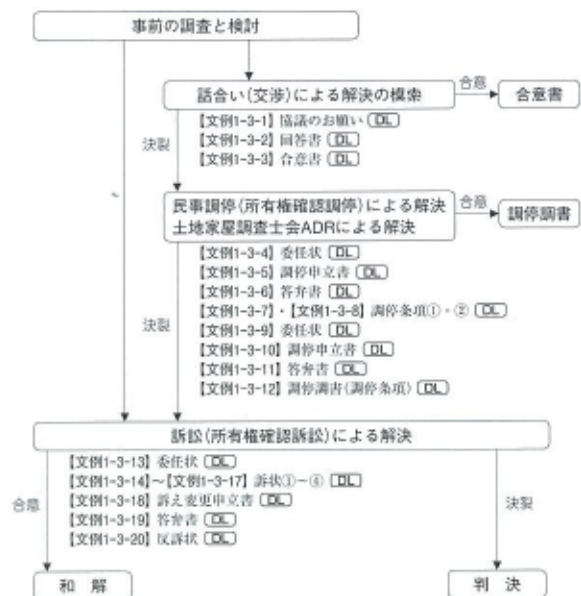 事前の調査と検討
話合い(交渉)による解決の模索
合意
合意書
【文例1-3-1】協議のお願い DL
【文例1-3-2】回答書 DL
【文例1-3-3】合意書 DL
決裂
民事調停(所有権確認調停)による解決
土地家屋調査士会ADRによる解決
合意
調停調書
【文例1-3-4】委任状 DL
【文例1-3-5】調停申立書 DL
【文例1-3-6】答弁書 DL
【文例1-3-7】・【文例1-3-8】調停条項①・② DL
【文例1-3-9】委任状 DL
【文例1-3-10】調停申立書 DL
【文例1-3-11】答弁書 DL
【文例1-3-12】調停調書(調停条項) DL
決裂
訴訟(所有権確認訴訟)による解決
【文例1-3-13】委任状 DL
【文例1-3-14】～【文例1-3-17】訴状①～④ DL
【文例1-3-18】訴え変更申立書 DL
【文例1-3-19】答弁書 DL
【文例1-3-20】反訴状 DL
合意
決裂
和 解
判 決